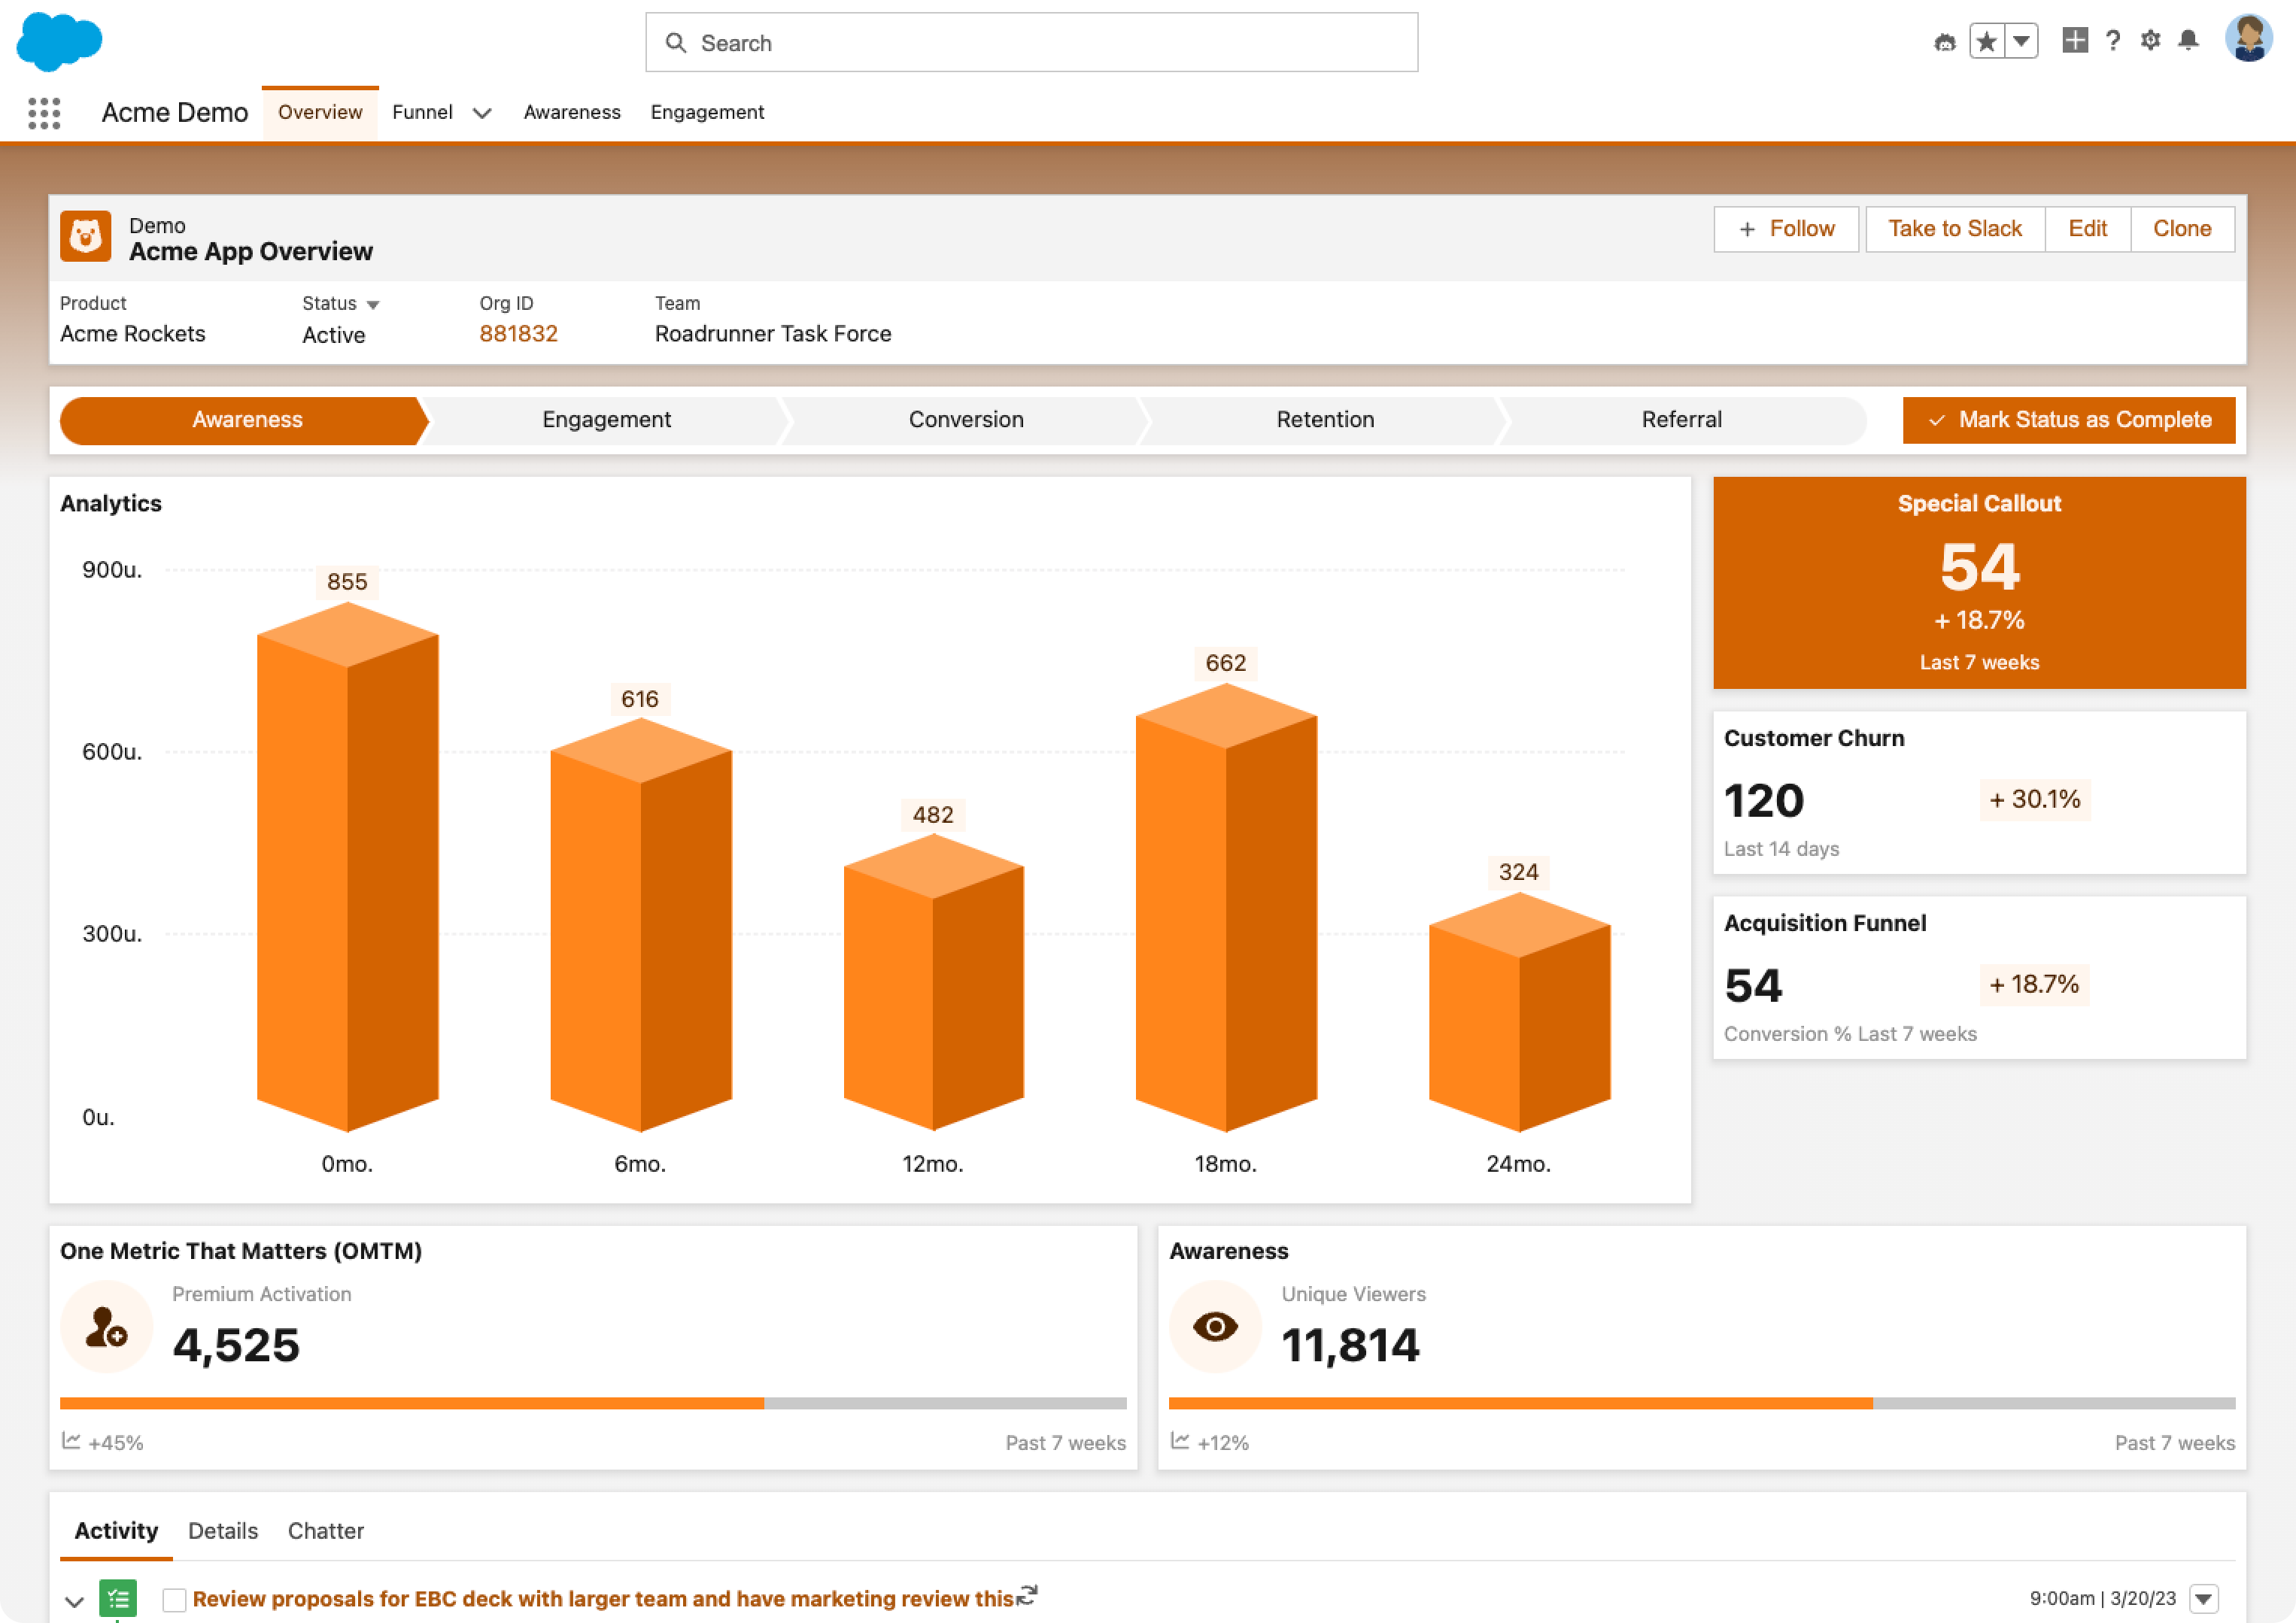 Search
Acme Demo
Overview
Funnel
Awareness
Engagement
Demo
Acme App Overview
+ Follow
Take to Slack
Edit
Clone
Product
Acme Rockets
Status
Active
Org ID
881832
Team
Roadrunner Task Force
Awareness
Engagement
Conversion
Retention
Referral
Mark Status as Complete
Analytics
900u.
600u.
300u.
0u.
855
616
482
662
324
0mo.
6mo.
12mo.
18mo.
24mo.
Special Callout
54
+ 18.7%
Last 7 weeks
Customer Churn
120
+ 30.1%
Last 14 days
Acquisition Funnel
54
+ 18.7%
Conversion % Last 7 weeks
One Metric That Matters (OMTM)
Premium Activation
4,525
+45%
Past 7 weeks
Awareness
Unique Viewers
11,814
+12%
Past 7 weeks
Activity
Details
Chatter
Review proposals for EBC deck with larger team and have marketing review this
9:00am | 3/20/23